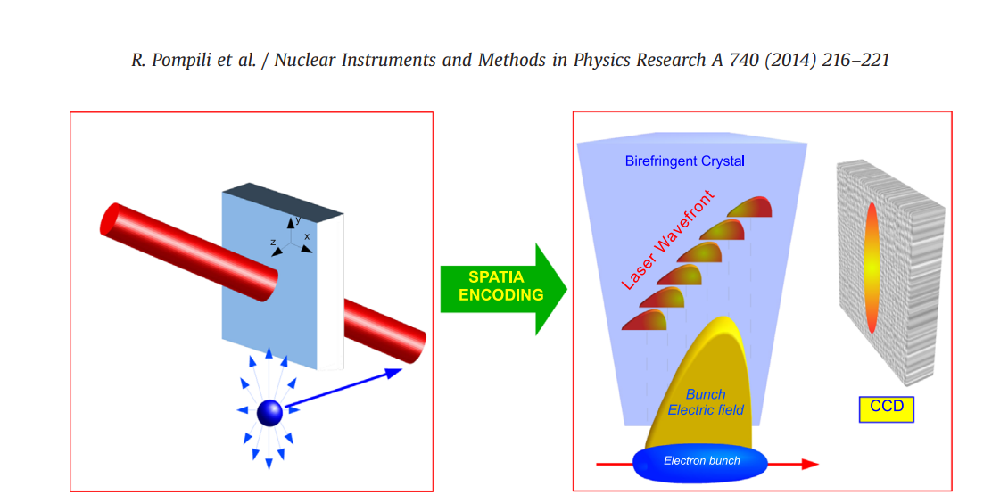 R. Pompili et al. / Nuclear Instruments and Methods in Physics Research A 740 (2014) 216–221
y
z
x
SPATIA
ENCODING
Birefringent Crystal
Laser Wavefront
Bunch
Electric field
Electron bunch
CCD